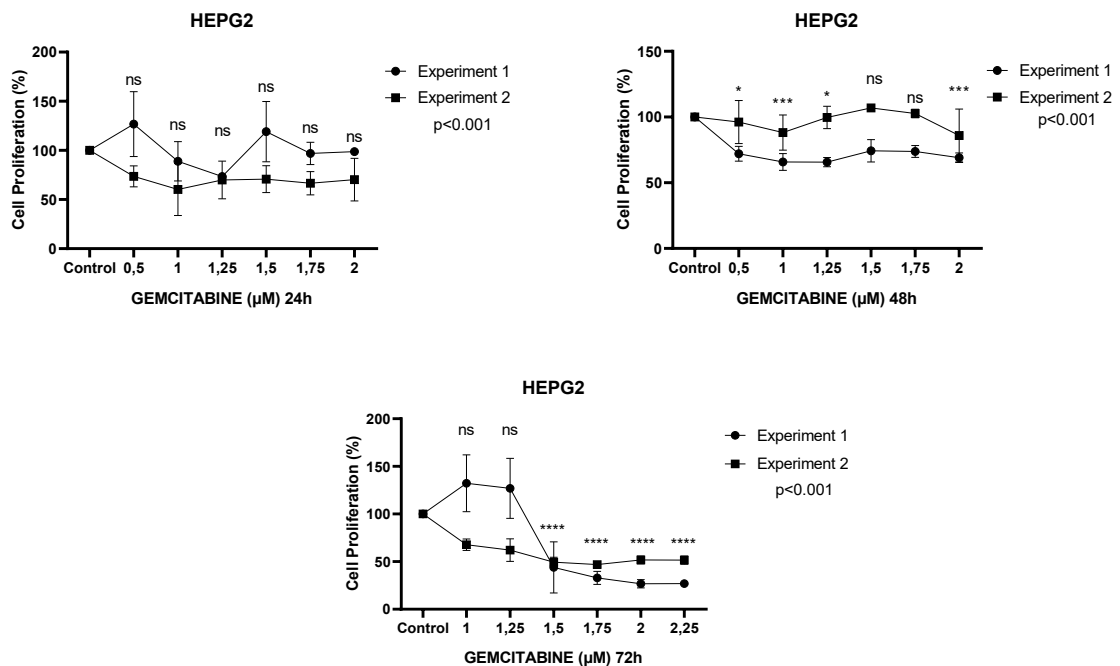 HEPG2
200
150
100
50
0
Cell Proliferation (%)
ns
ns
ns
ns
ns
ns
Control
0,5
1
1,25
1,5
1,75
2
GEMCITABINE (μM) 24h
Experiment 1
Experiment 2
p<0.001
HEPG2
150
100
50
0
Cell Proliferation (%)
*
***
*
ns
ns
***
Control
0,5
1
1,25
1,5
1,75
2
GEMCITABINE (μM) 48h
Experiment 1
Experiment 2
p<0.001
HEPG2
200
150
100
50
0
Cell Proliferation (%)
ns
ns
****
****
****
****
Control
1
1,25
1,5
1,75
2
2,25
GEMCITABINE (μM) 72h
Experiment 1
Experiment 2
p<0.001